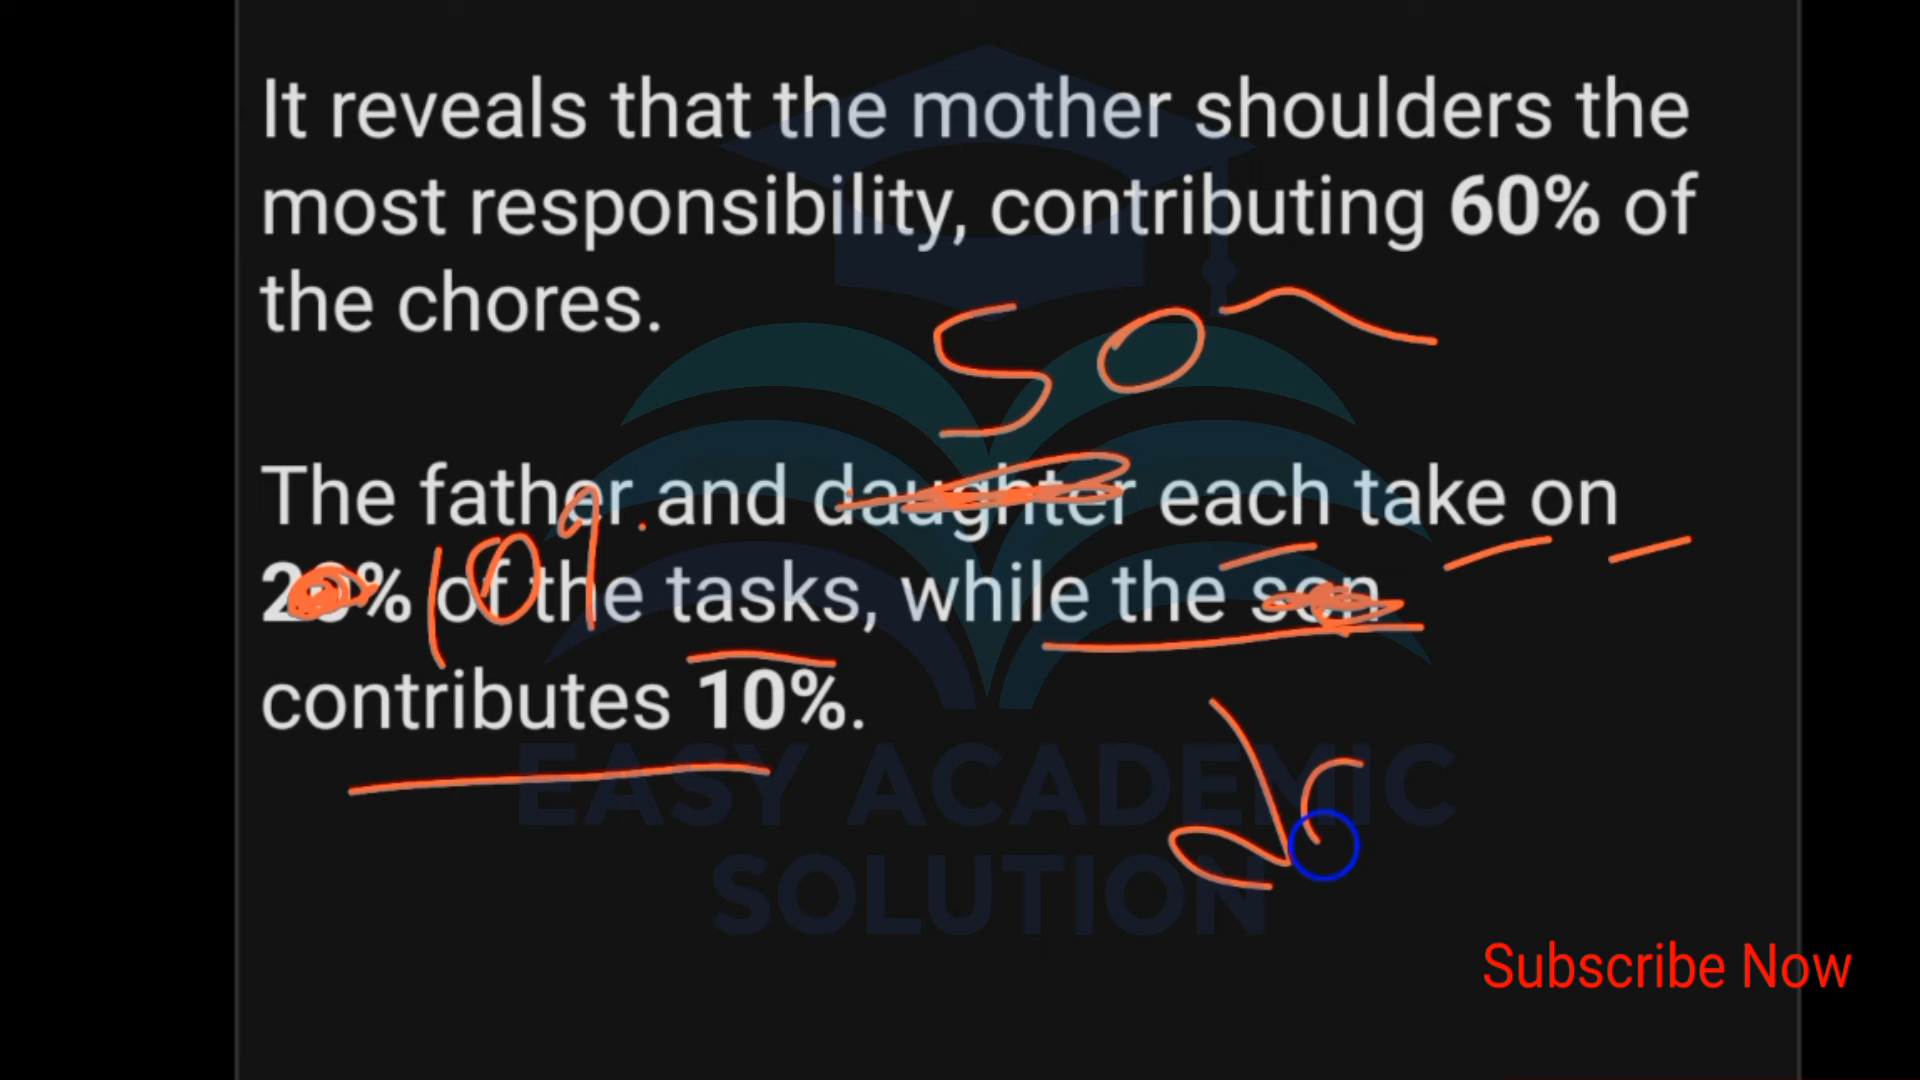 It reveals that the mother shoulders the
most responsibility, contributing 60% of
the chores.
50
The father and daughter each take on
20% of the tasks, while the son
contributes 10%.
EASY ACADEMIC
SOLUTION
Subscribe Now